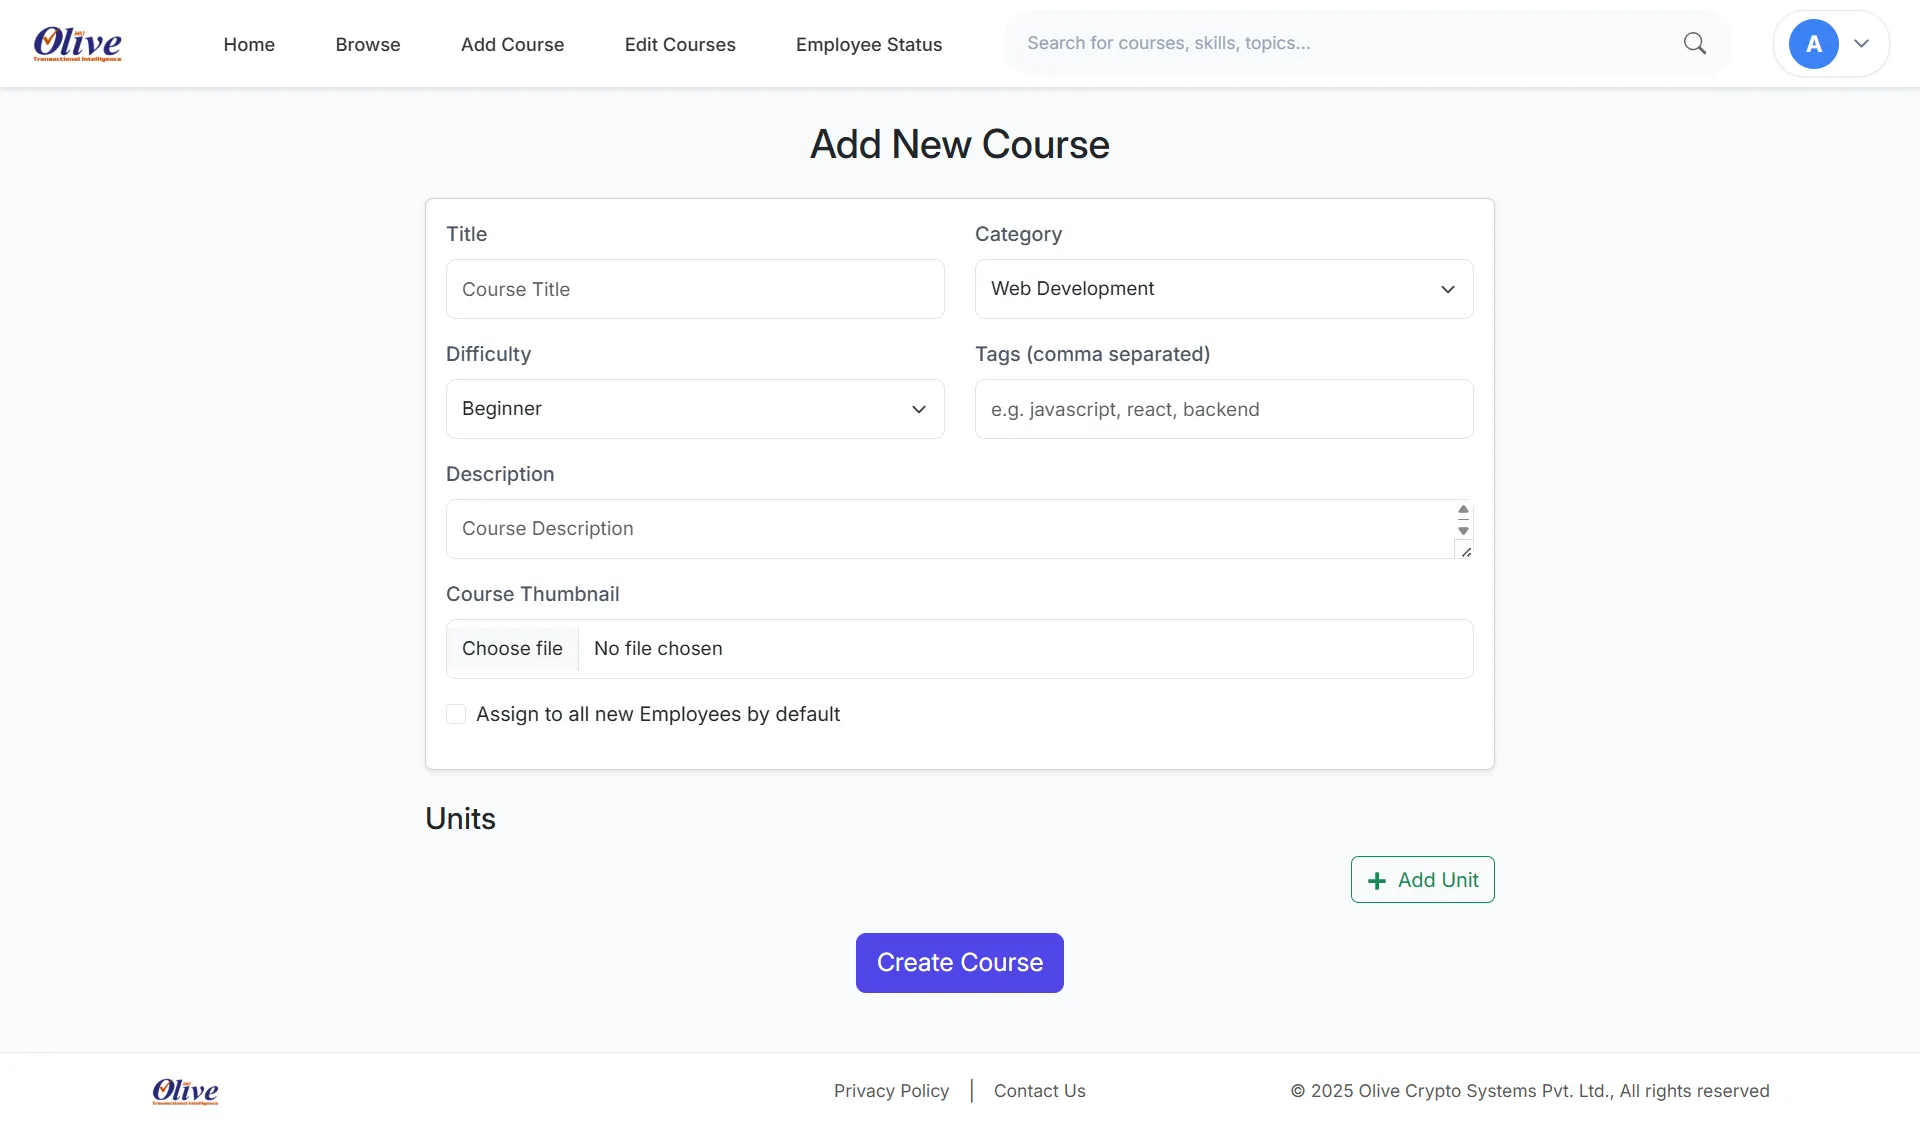 Olive
Transactional Intelligence
Home
Browse
Add Course
Edit Courses
Employee Status
Search for courses, skills, topics...
A
Add New Course
Title
Category
Course Title
Web Development
Difficulty
Tags (comma separated)
Beginner
e.g. javascript, react, backend
Description
Course Description
Course Thumbnail
Choose file
No file chosen
Assign to all new Employees by default
Units
+ Add Unit
Create Course
Olive
Transactional Intelligence
Privacy Policy | Contact Us
© 2025 Olive Crypto Systems Pvt. Ltd., All rights reserved